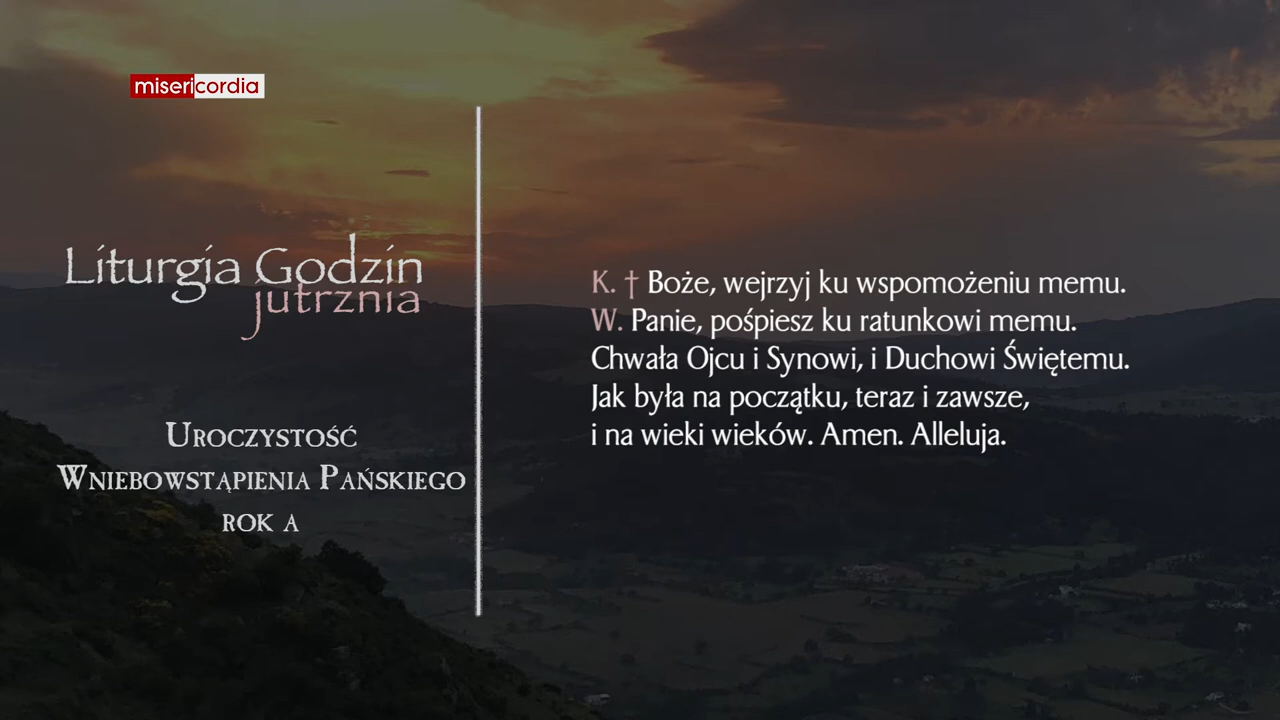 misericordia
Liturgia Godzin
jutrznia
Uroczystość
Wniebowstąpienia Pańskiego
rok a
K. † Boże, wejrzyj ku wspomożeniu memu.
W. Panie, pośpiesz ku ratunkowi memu.
Chwała Ojcu i Synowi, i Duchowi Świętemu.
Jak była na początku, teraz i zawsze,
i na wieki wieków. Amen. Alleluja.